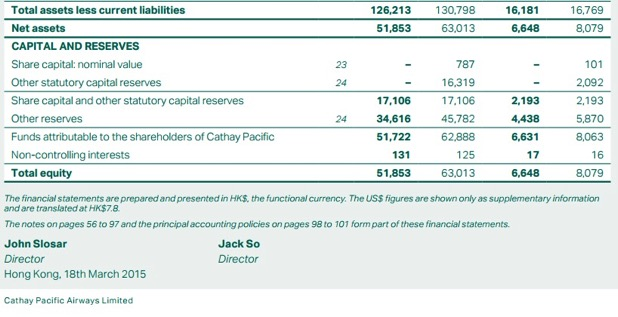 Total assets less current liabilities 126,213 130,798 16,181 16,769
Net assets 51,853 63,013 6,648 8,079
CAPITAL AND RESERVES
Share capital: nominal value 23 – 787 – 101
Other statutory capital reserves 24 – 16,319 – 2,092
Share capital and other statutory capital reserves 17,106 17,106 2,193 2,193
Other reserves 24 34,616 45,782 4,438 5,870
Funds attributable to the shareholders of Cathay Pacific 51,722 62,888 6,631 8,063
Non-controlling interests 131 125 17 16
Total equity 51,853 63,013 6,648 8,079
The financial statements are prepared and presented in HK$, the functional currency. The US$ figures are shown only as supplementary information
and are translated at HK$7.8.
The notes on pages 56 to 97 and the principal accounting policies on pages 98 to 101 form part of these financial statements.
John Slosar Jack So
Director Director
Hong Kong, 18th March 2015
Cathay Pacific Airways Limited